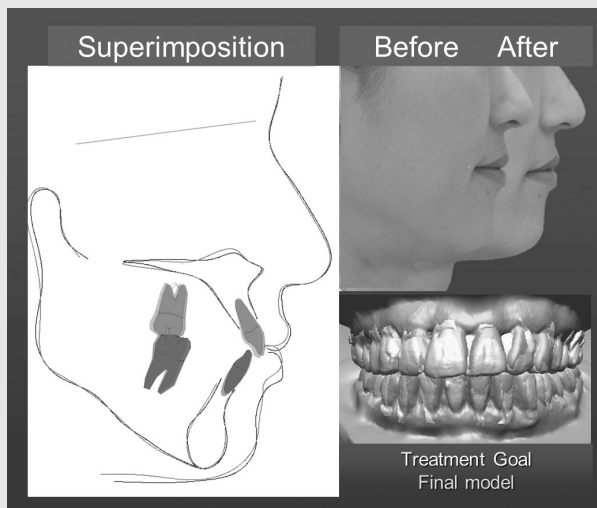 Superimposition
Before After
Treatment Goal
Final model